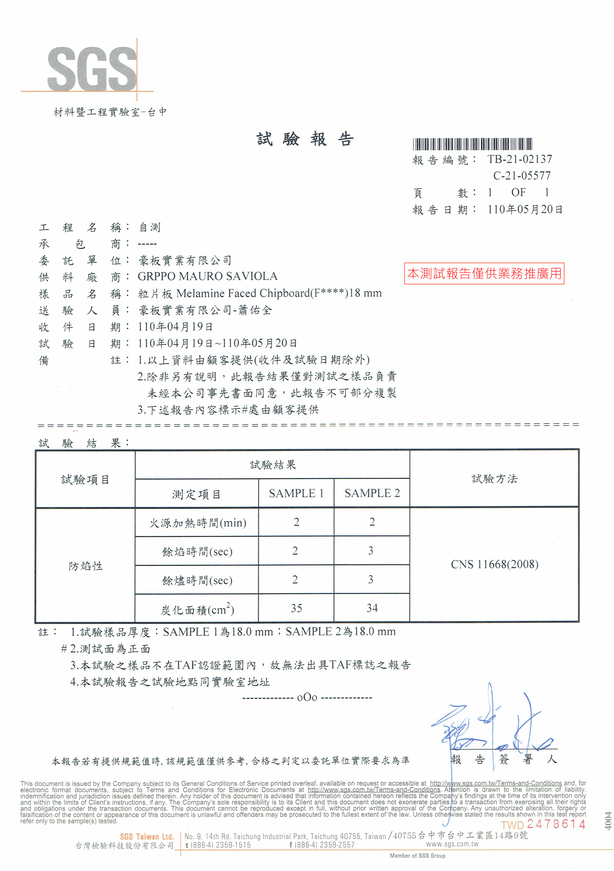 SGS
材料暨工程實驗室-台中
試驗報告
報告編號： TB-21-02137
C-21-05577
頁 數： 1 OF 1
報告日期： 110年05月20日
工程名稱：自測
承包商：-----
委託單位：豪板實業有限公司
供料廠商：GRPPO MAURO SAVIOLA
本測試報告僅供業務推廣用
樣品名稱：粒片板 Melamine Faced Chipboard(F****)18 mm
送驗人員：豪板實業有限公司-蕭佑全
收件日期：110年04月19日
試驗日期：110年04月19日~110年05月20日
備註：1.以上資料由顧客提供(收件及試驗日期除外)
2.除非另有說明，此報告結果僅對測試之樣品負責
未經本公司事先書面同意，此報告不可部分複製
3.下述報告內容標示#處由顧客提供
試驗結果：
試驗項目 試驗結果 試驗方法
測定項目 SAMPLE 1 SAMPLE 2
防焰性 CNS 11668(2008)
火源加熱時間(min) 2 2
餘焰時間(sec) 2 3
餘燼時間(sec) 2 3
炭化面積(cm²) 35 34
註： 1.試驗樣品厚度：SAMPLE 1為18.0 mm；SAMPLE 2為18.0 mm
# 2.測試面為正面
3.本試驗之樣品不在TAF認證範圍內，故無法出具TAF標誌之報告
4.本試驗報告之試驗地點同實驗室地址
------------- oOo -------------
本報告若有提供規範值時,該規範值僅供參考,合格之判定以委託單位實際要求為準
報告簽署人
This document is issued by the Company subject to its General Conditions of Service printed overleaf, available on request or accessible at http://www.sgs.com.tw/Terms-and-Conditions and, for
electronic format documents, subject to Terms and Conditions for Electronic Documents at http://www.sgs.com.tw/Terms-and-Conditions. Attention is drawn to the limitation of liability,
indemnification and jurisdiction issues defined therein. Any holder of this document is advised that information contained hereon reflects the Company's findings at the time of its intervention only
and within the limits of Client's instructions, if any. The Company's sole responsibility is to its Client and this document does not exonerate parties to a transaction from exercising all their rights
and obligations under the transaction documents. This document cannot be reproduced except in full, without prior written approval of the Company. Any unauthorized alteration, forgery or
falsification of the content or appearance of this document is unlawful and offenders may be prosecuted to the fullest extent of the law. Unless otherwise stated the results shown in this test report
refer only to the sample(s) tested.
TWD 2478614
4004
SGS Taiwan Ltd. No. 9, 14th Rd. Taichung Industrial Park, Taichung 40755, Taiwan /40755台中市台中工業區14路9號
台灣檢驗科技股份有限公司 t (886-4) 2359-1515 f (886-4) 2359-2557 www.sgs.com.tw
Member of SGS Group